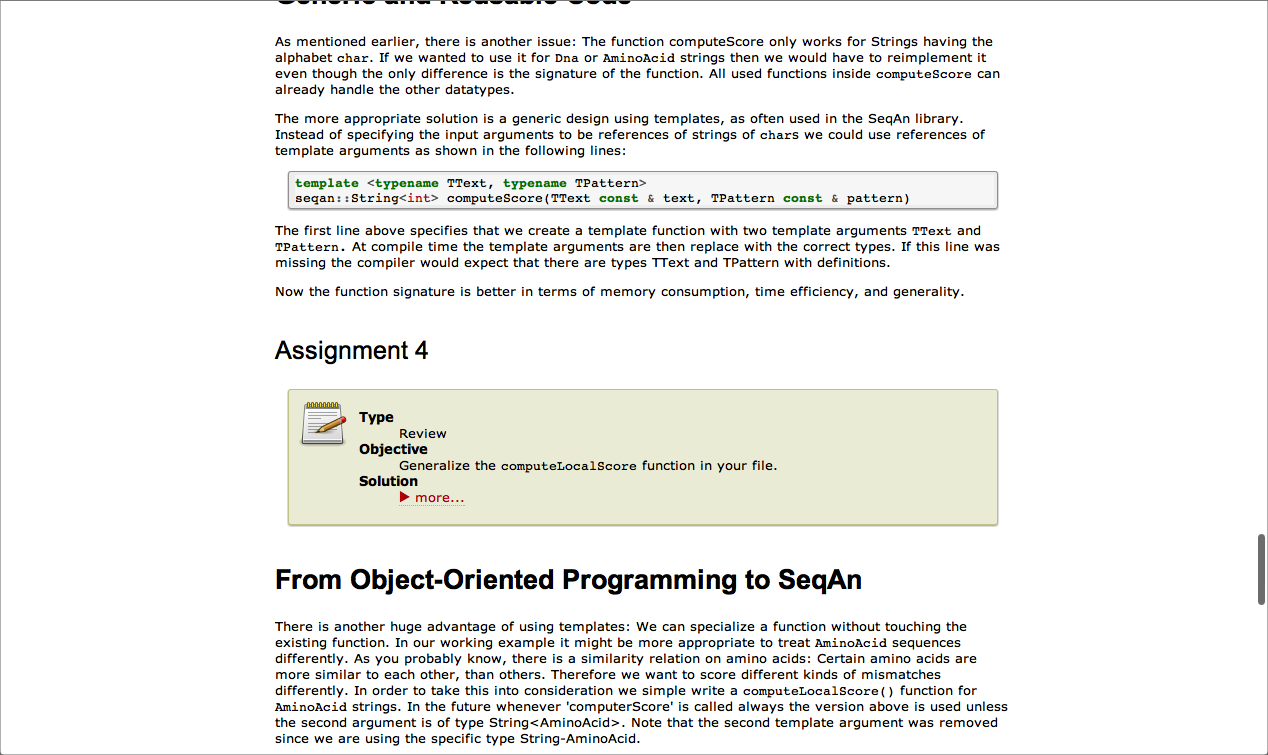 Generic and Reusable Code
As mentioned earlier, there is another issue: The function computeScore only works for Strings having the
alphabet char. If we wanted to use it for Dna or AminoAcid strings then we would have to reimplement it
even though the only difference is the signature of the function. All used functions inside computeScore can
already handle the other datatypes.
The more appropriate solution is a generic design using templates, as often used in the SeqAn library.
Instead of specifying the input arguments to be references of strings of chars we could use references of
template arguments as shown in the following lines:
template <typename TText, typename TPattern>
seqan::String<int> computeScore(TText const & text, TPattern const & pattern)
The first line above specifies that we create a template function with two template arguments TText and
TPattern. At compile time the template arguments are then replace with the correct types. If this line was
missing the compiler would expect that there are types TText and TPattern with definitions.
Now the function signature is better in terms of memory consumption, time efficiency, and generality.
Assignment 4
Type
Review
Objective
Generalize the computeLocalScore function in your file.
Solution
more...
From Object-Oriented Programming to SeqAn
There is another huge advantage of using templates: We can specialize a function without touching the
existing function. In our working example it might be more appropriate to treat AminoAcid sequences
differently. As you probably know, there is a similarity relation on amino acids: Certain amino acids are
more similar to each other, than others. Therefore we want to score different kinds of mismatches
differently. In order to take this into consideration we simple write a computeLocalScore() function for
AminoAcid strings. In the future whenever 'computerScore' is called always the version above is used unless
the second argument is of type String<AminoAcid>. Note that the second template argument was removed
since we are using the specific type String-AminoAcid.